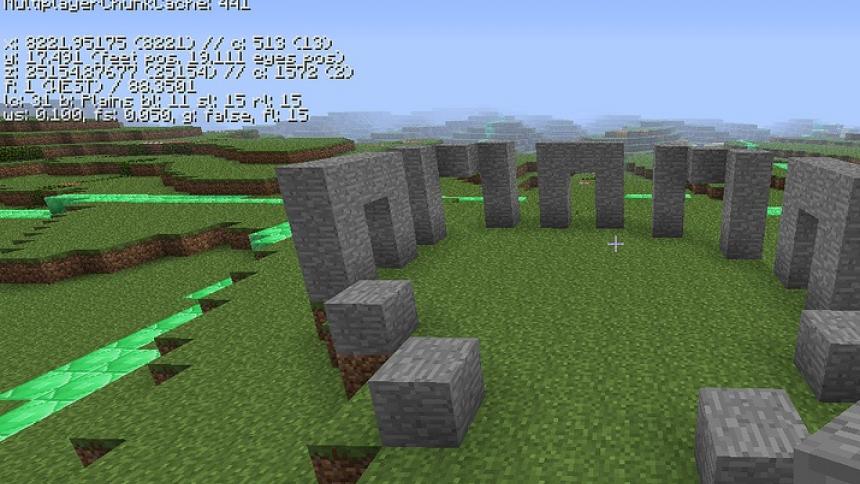 MultiplayerChunkCache: 441
x: 8221.95175 (8221) // c: 513 (13)
y: 17.491 (feet pos, 19.111 eyes pos)
z: 25154.87677 (25154) // c: 1572 (2)
f: 1 (WEST) / 88.3501
lc: 31 b: Plains bl: 11 sl: 15 rl: 15
ws: 0.100, fs: 0.050, g: false, fl: 15